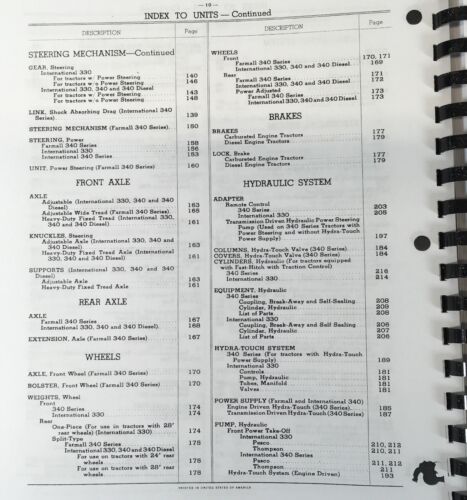 — 10 —
INDEX TO UNITS — Continued
DESCRIPTION Page
STEERING MECHANISM—Continued
GEAR, Steering
International 330
For tractors w/ Power Steering 140
For tractors w/o Power Steering 146
International 330, 340 and 340 Diesel
For tractors w/ Power Steering 143
For tractors w/o Power Steering 148
LINK, Shock Absorbing Drag (International 340
Series) 139
STEERING MECHANISM (Farmall 340 Series) 150
STEERING, Power
Farmall 340 Series 158
International 330 156
International 340 Series 153
UNIT, Power Steering (Farmall 340 Series) 160
FRONT AXLE
AXLE
Adjustable (International 330, 340 and 340
Diesel) 163
Adjustable Wide Tread (Farmall 340 Series) 165
Heavy-Duty Fixed Tread (International 330,
340 and 340 Diesel) 161
KNUCKLES, Steering
Adjustable Axle (International 330, 340 and
340 Diesel) 163
Heavy-Duty Fixed Tread Axle (International
330, 340 and 340 Diesel) 161
SUPPORTS (International 330, 340 and 340
Diesel)
Adjustable Axle 163
Heavy-Duty Fixed Tread Axle 161
REAR AXLE
AXLE
Farmall 340 Series 167
International 330, 340 and 340 Diesel 168
EXTENSION, Axle (Farmall 340 Series) 167
WHEELS
AXLE, Front Wheel (Farmall 340 Series) 170
BOLSTER, Front Wheel (Farmall 340 Series) 170
WEIGHTS, Wheel
Front
340 Series 174
International 330 174
Rear
One-Piece (For use in tractors with 28"
rear wheels) (International 330) 174
Split-Type
Farmall 340 Series 175
For use on tractors with 24" rear
wheels 175
For use on tractors with 28" rear
wheels 175
DESCRIPTION Page
WHEELS
Front
Farmall 340 Series 170, 171
International 330, 340 and 340 Diesel 169
Rear
Farmall 340 Series 171
International 330, 340 and 340 Diesel 172
Power Adjusted
Farmall 340 Series 173
International 330, 340 and 340 Diesel 173
BRAKES
BRAKES
Carbureted Engine Tractors 177
Diesel Engine Tractors 179
LOCK, Brake
Carbureted Engine Tractors 177
Diesel Engine Tractors 179
HYDRAULIC SYSTEM
ADAPTER
Remote Control
340 Series 203
International 330 205
Transmission Driven Hydraulic Power Steering
Pump (Used on 340 Series Tractors with
Power Steering and without Hydra-Touch
Power Supply) 197
COLUMNS, Hydra-Touch Valve (340 Series) 184
COVERS, Hydra-Touch Valve (340 Series) 184
CYLINDERS, Hydraulic (For tractors equipped
with Fast-Hitch with Traction Control)
340 Series 216
International 330 214
EQUIPMENT, Hydraulic
340 Series
Coupling, Break-Away and Self-Sealing 208
Cylinder, Hydraulic 209
List of Parts 208
International 330
Coupling, Break-Away and Self-Sealing 206
Cylinder, Hydraulic 207
List of Parts 206
HYDRA-TOUCH SYSTEM
340 Series (For tractors with Hydra-Touch
Power Supply) 189
International 330
Controls 181
Pump, Hydraulic 181
Tubes, Manifold 181
Valves 181
POWER SUPPLY (Farmall and International 340)
Engine Driven Hydra-Touch (340 Series) 185
Transmission Driven Hydra-Touch (340 Series) 187
PUMP, Hydraulic
Front Power Take-Off
International 330
Pesco 210, 212
Thompson 210, 211
International 340 Series
Pesco 211, 212
Thompson 211
Hydra-Touch System (Engine Driven) 193
PRINTED IN UNITED STATES OF AMERICA